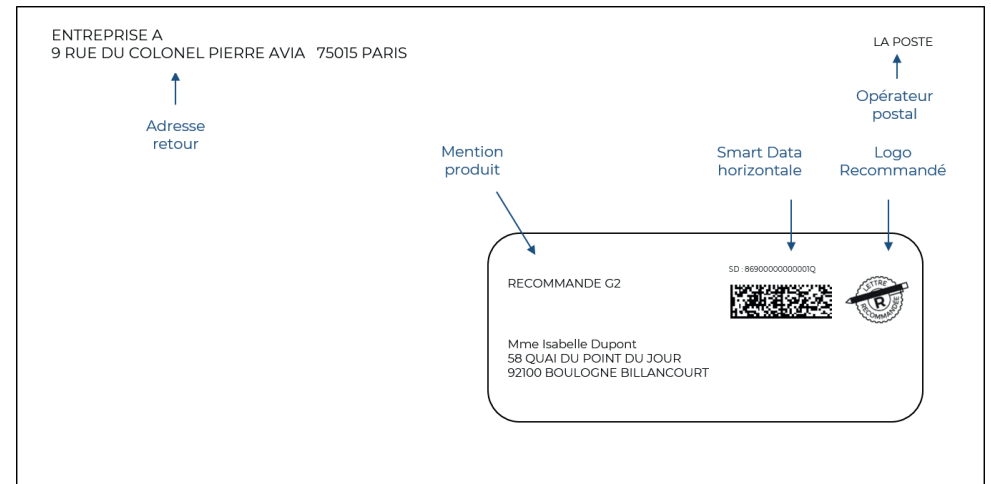 ENTREPRISE A
9 RUE DU COLONEL PIERRE AVIA 75015 PARIS
LA POSTE
Adresse
retour
Opérateur
postal
Mention
produit
Smart Data
horizontale
Logo
Recommandé
SD : 86900000000001Q
RECOMMANDE G2
LETTRE
R
RECOMMANDÉE
Mme Isabelle Dupont
58 QUAI DU POINT DU JOUR
92100 BOULOGNE BILLANCOURT